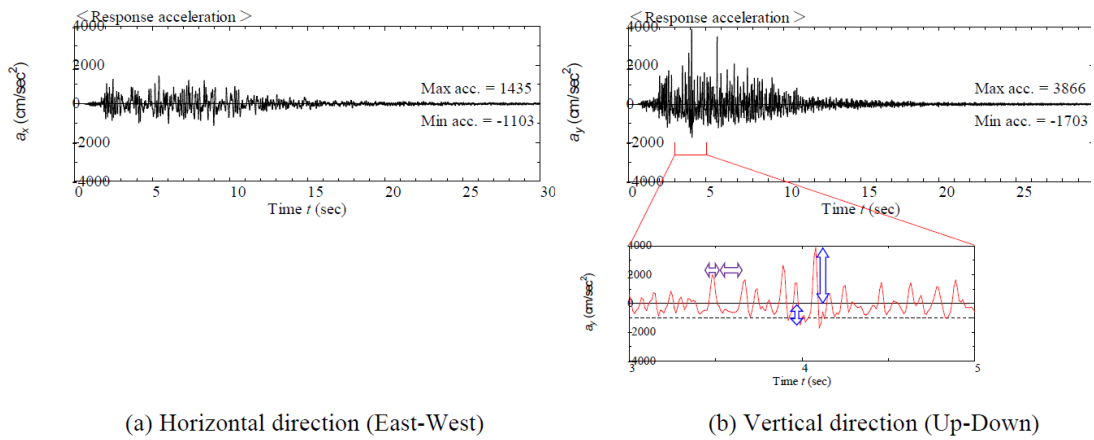 < Response acceleration >
4000
2000
0
-2000
-4000
aₓ (cm/sec²)
Max acc. = 1435
Min acc. = -1103
0 5 10 15 20 25 30
Time t (sec)
< Response acceleration >
4000
2000
0
-2000
-4000
a_y (cm/sec²)
Max acc. = 3866
Min acc. = -1703
0 5 10 15 20 25
Time t (sec)
4000
2000
0
-2000
-4000
a_y (cm/sec²)
3 4 5
Time t (sec)
(a) Horizontal direction (East-West)
(b) Vertical direction (Up-Down)